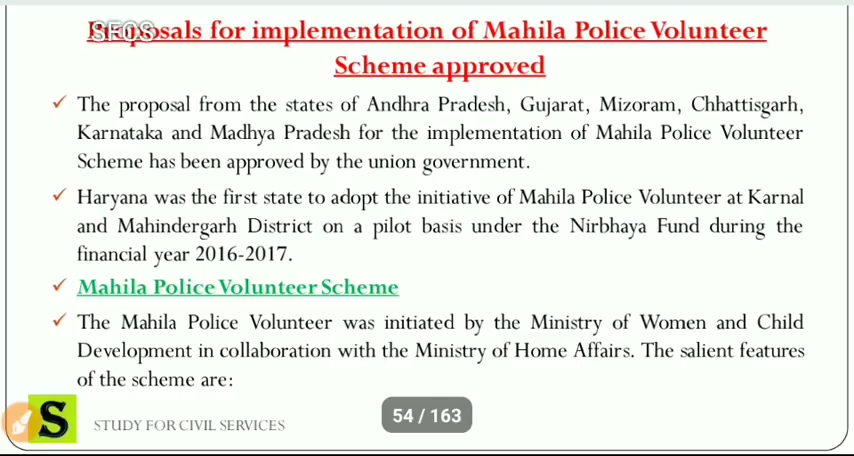 Proposals for implementation of Mahila Police Volunteer
SFCS
Scheme approved
✓ The proposal from the states of Andhra Pradesh, Gujarat, Mizoram, Chhattisgarh,
Karnataka and Madhya Pradesh for the implementation of Mahila Police Volunteer
Scheme has been approved by the union government.
✓ Haryana was the first state to adopt the initiative of Mahila Police Volunteer at Karnal
and Mahindergarh District on a pilot basis under the Nirbhaya Fund during the
financial year 2016-2017.
✓ Mahila Police Volunteer Scheme
✓ The Mahila Police Volunteer was initiated by the Ministry of Women and Child
Development in collaboration with the Ministry of Home Affairs. The salient features
of the scheme are:
S
STUDY FOR CIVIL SERVICES
54 / 163